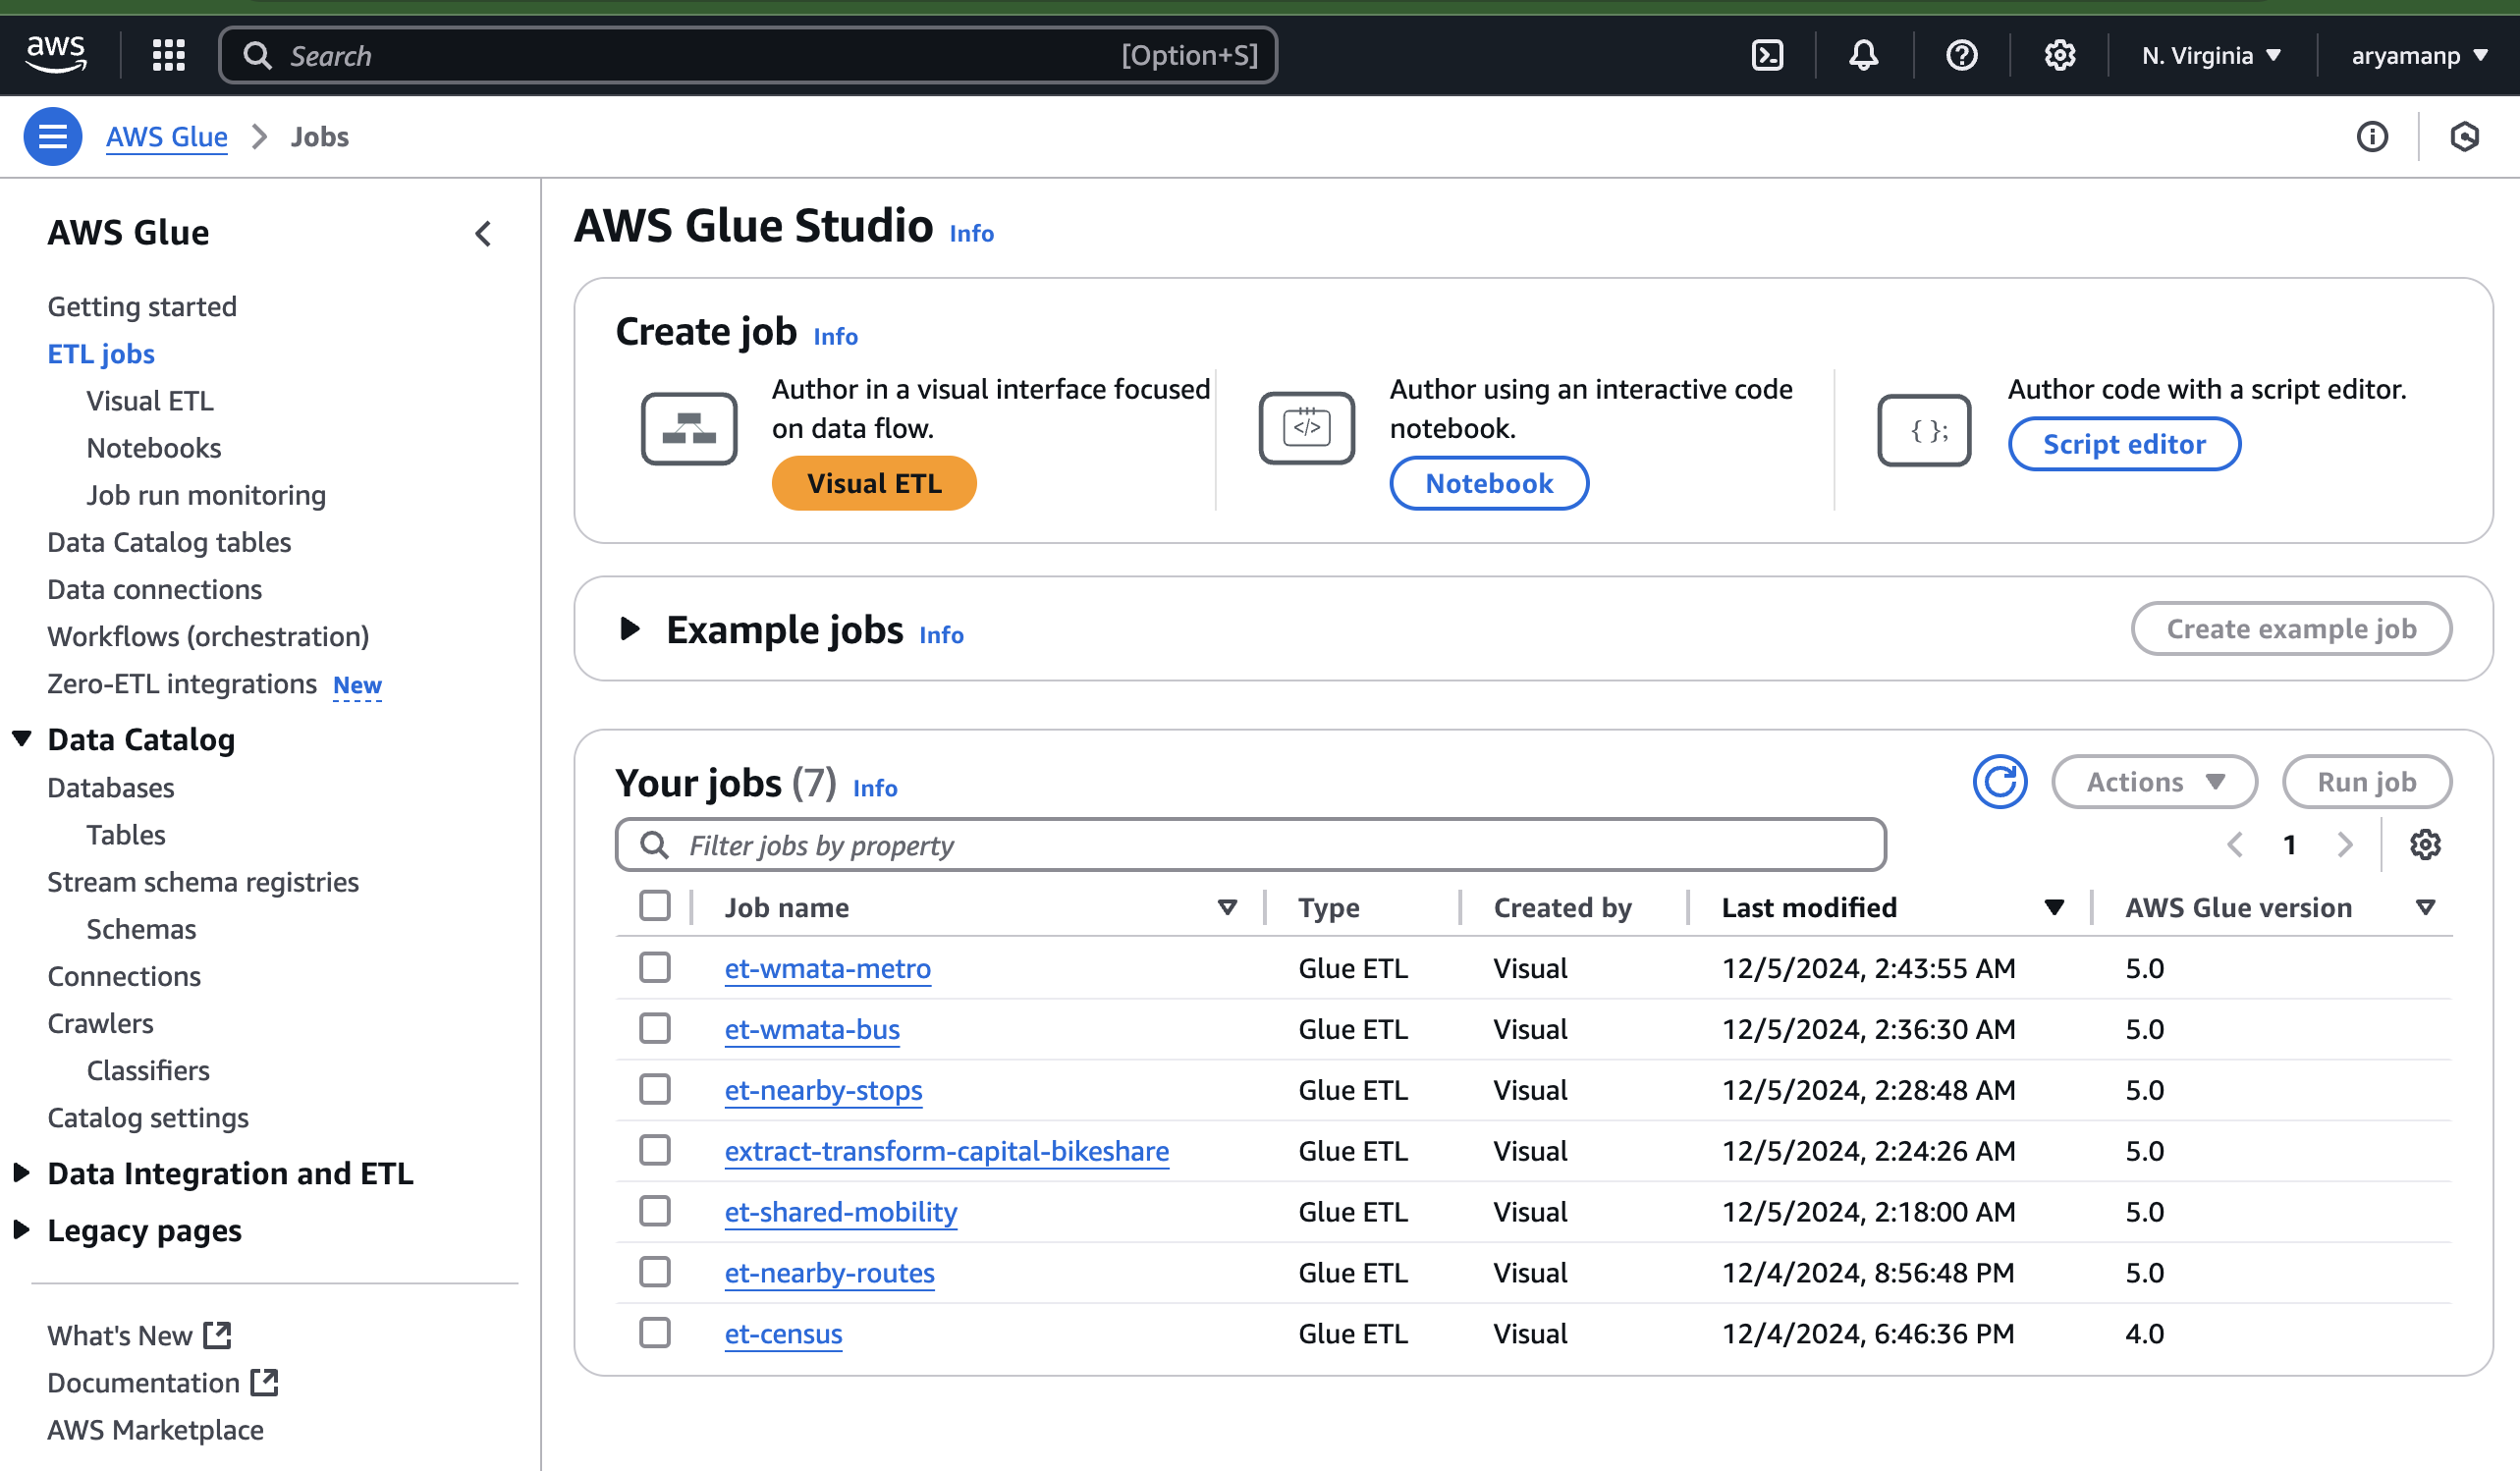 aws
Search [Option+S]
N. Virginia
aryamanp
AWS Glue
Jobs
AWS Glue
Getting started
ETL jobs
Visual ETL
Notebooks
Job run monitoring
Data Catalog tables
Data connections
Workflows (orchestration)
Zero-ETL integrations New
Data Catalog
Databases
Tables
Stream schema registries
Schemas
Connections
Crawlers
Classifiers
Catalog settings
Data Integration and ETL
Legacy pages
What's New
Documentation
AWS Marketplace
AWS Glue Studio Info
Create job Info
Author in a visual interface focused
on data flow.
Visual ETL
</>
Author using an interactive code
notebook.
Notebook
{ };
Author code with a script editor.
Script editor
Example jobs Info
Create example job
Your jobs (7) Info
Actions
Run job
Filter jobs by property
1
Job name Type Created by Last modified AWS Glue version
et-wmata-metro Glue ETL Visual 12/5/2024, 2:43:55 AM 5.0
et-wmata-bus Glue ETL Visual 12/5/2024, 2:36:30 AM 5.0
et-nearby-stops Glue ETL Visual 12/5/2024, 2:28:48 AM 5.0
extract-transform-capital-bikeshare Glue ETL Visual 12/5/2024, 2:24:26 AM 5.0
et-shared-mobility Glue ETL Visual 12/5/2024, 2:18:00 AM 5.0
et-nearby-routes Glue ETL Visual 12/4/2024, 8:56:48 PM 5.0
et-census Glue ETL Visual 12/4/2024, 6:46:36 PM 4.0